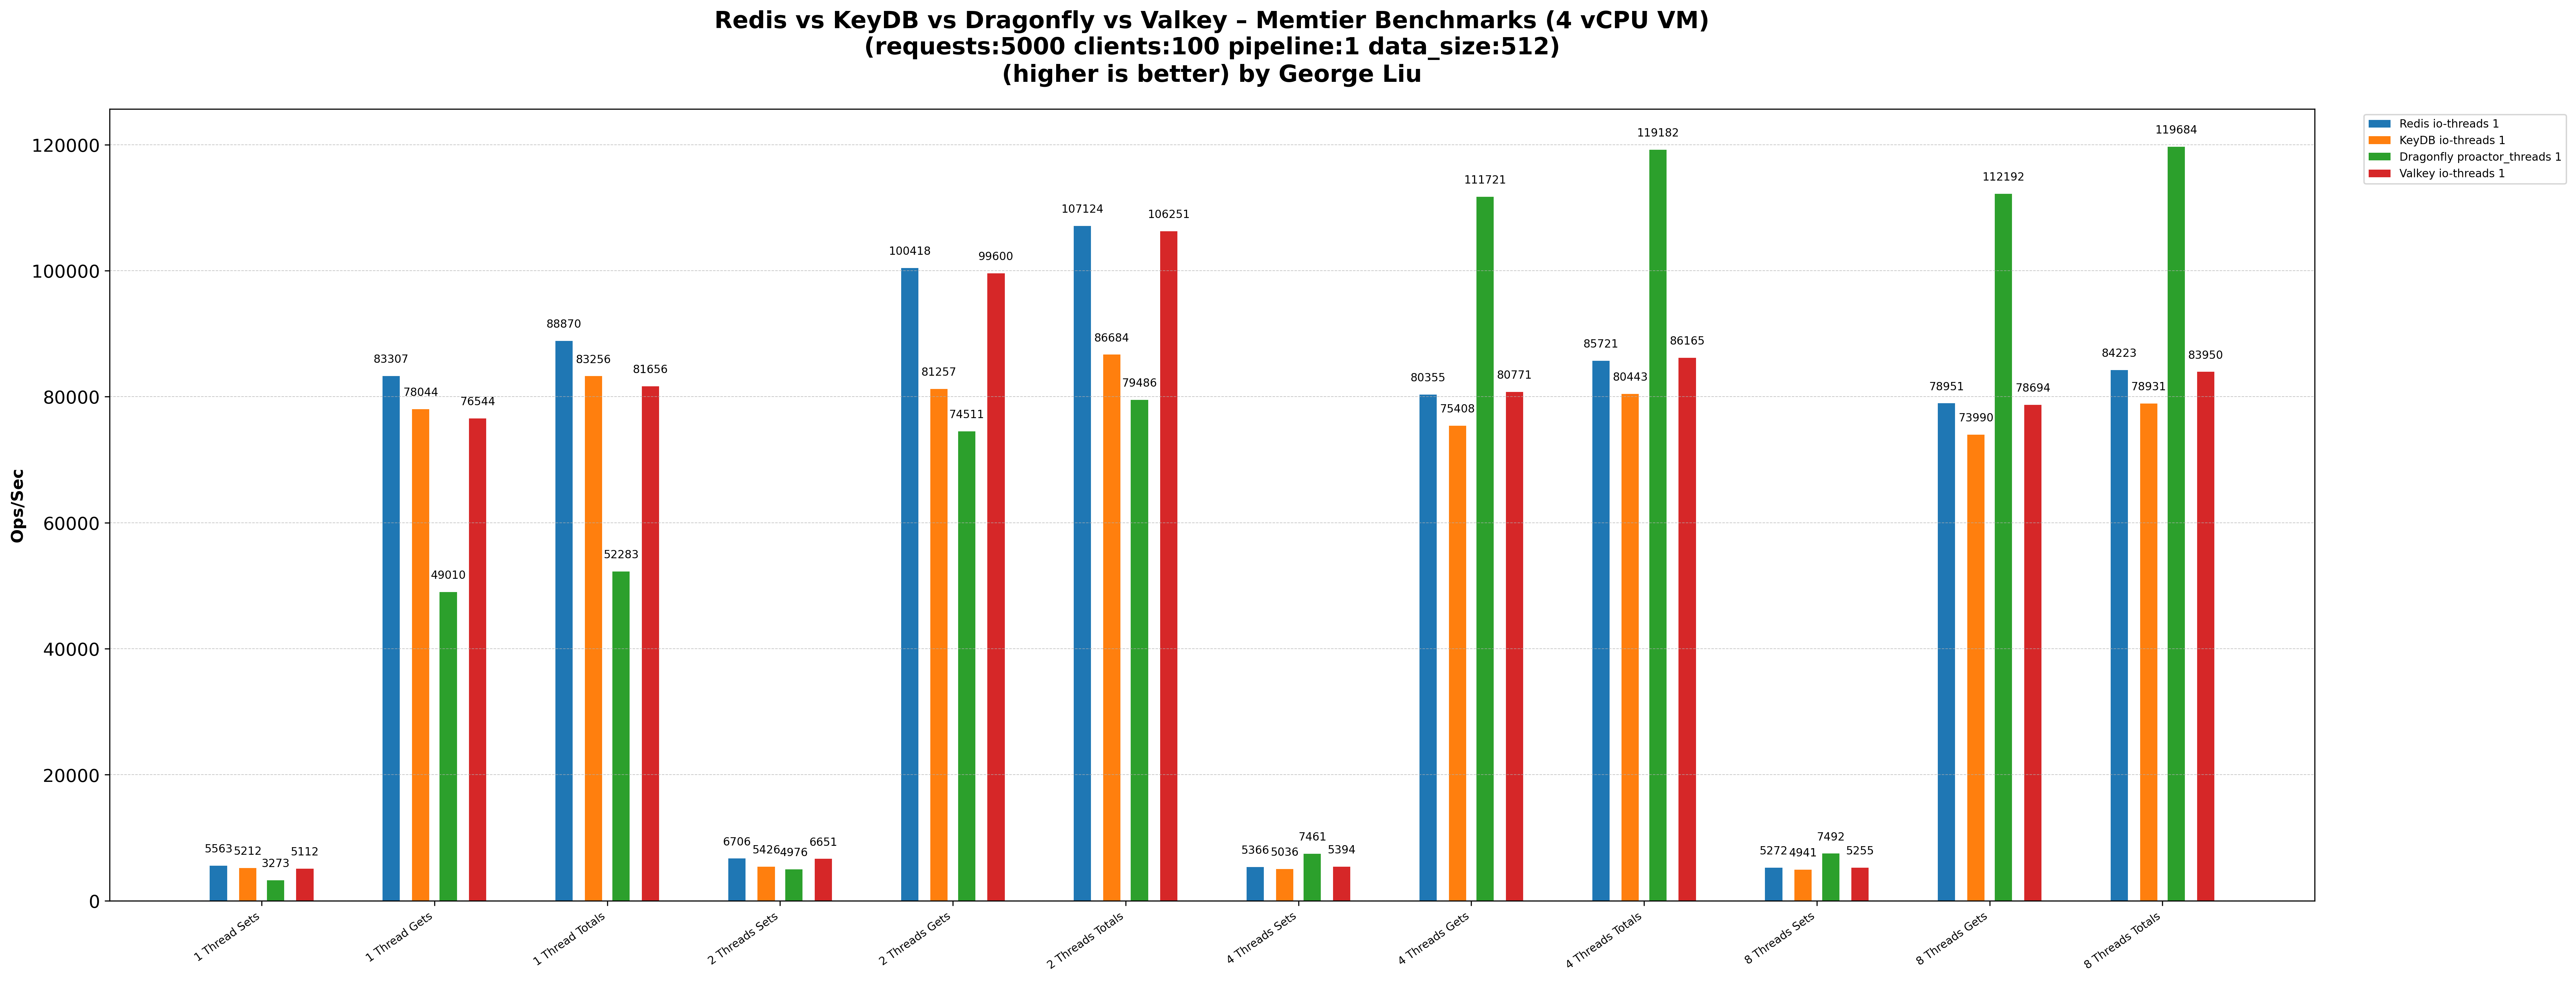 Redis vs KeyDB vs Dragonfly vs Valkey – Memtier Benchmarks (4 vCPU VM)
(requests:5000 clients:100 pipeline:1 data_size:512)
(higher is better) by George Liu
Redis io-threads 1
KeyDB io-threads 1
Dragonfly proactor_threads 1
Valkey io-threads 1
Ops/Sec
120000
100000
80000
60000
40000
20000
0
5563 5212 3273 5112
83307 78044 49010 76544
88870 83256 52283 81656
6706 5426 4976 6651
100418 81257 74511 99600
107124 86684 79486 106251
5366 5036 7461 5394
80355 75408 111721 80771
85721 80443 119182 86165
5272 4941 7492 5255
78951 73990 112192 78694
84223 78931 119684 83950
1 Thread Sets
1 Thread Gets
1 Thread Totals
2 Threads Sets
2 Threads Gets
2 Threads Totals
4 Threads Sets
4 Threads Gets
4 Threads Totals
8 Threads Sets
8 Threads Gets
8 Threads Totals